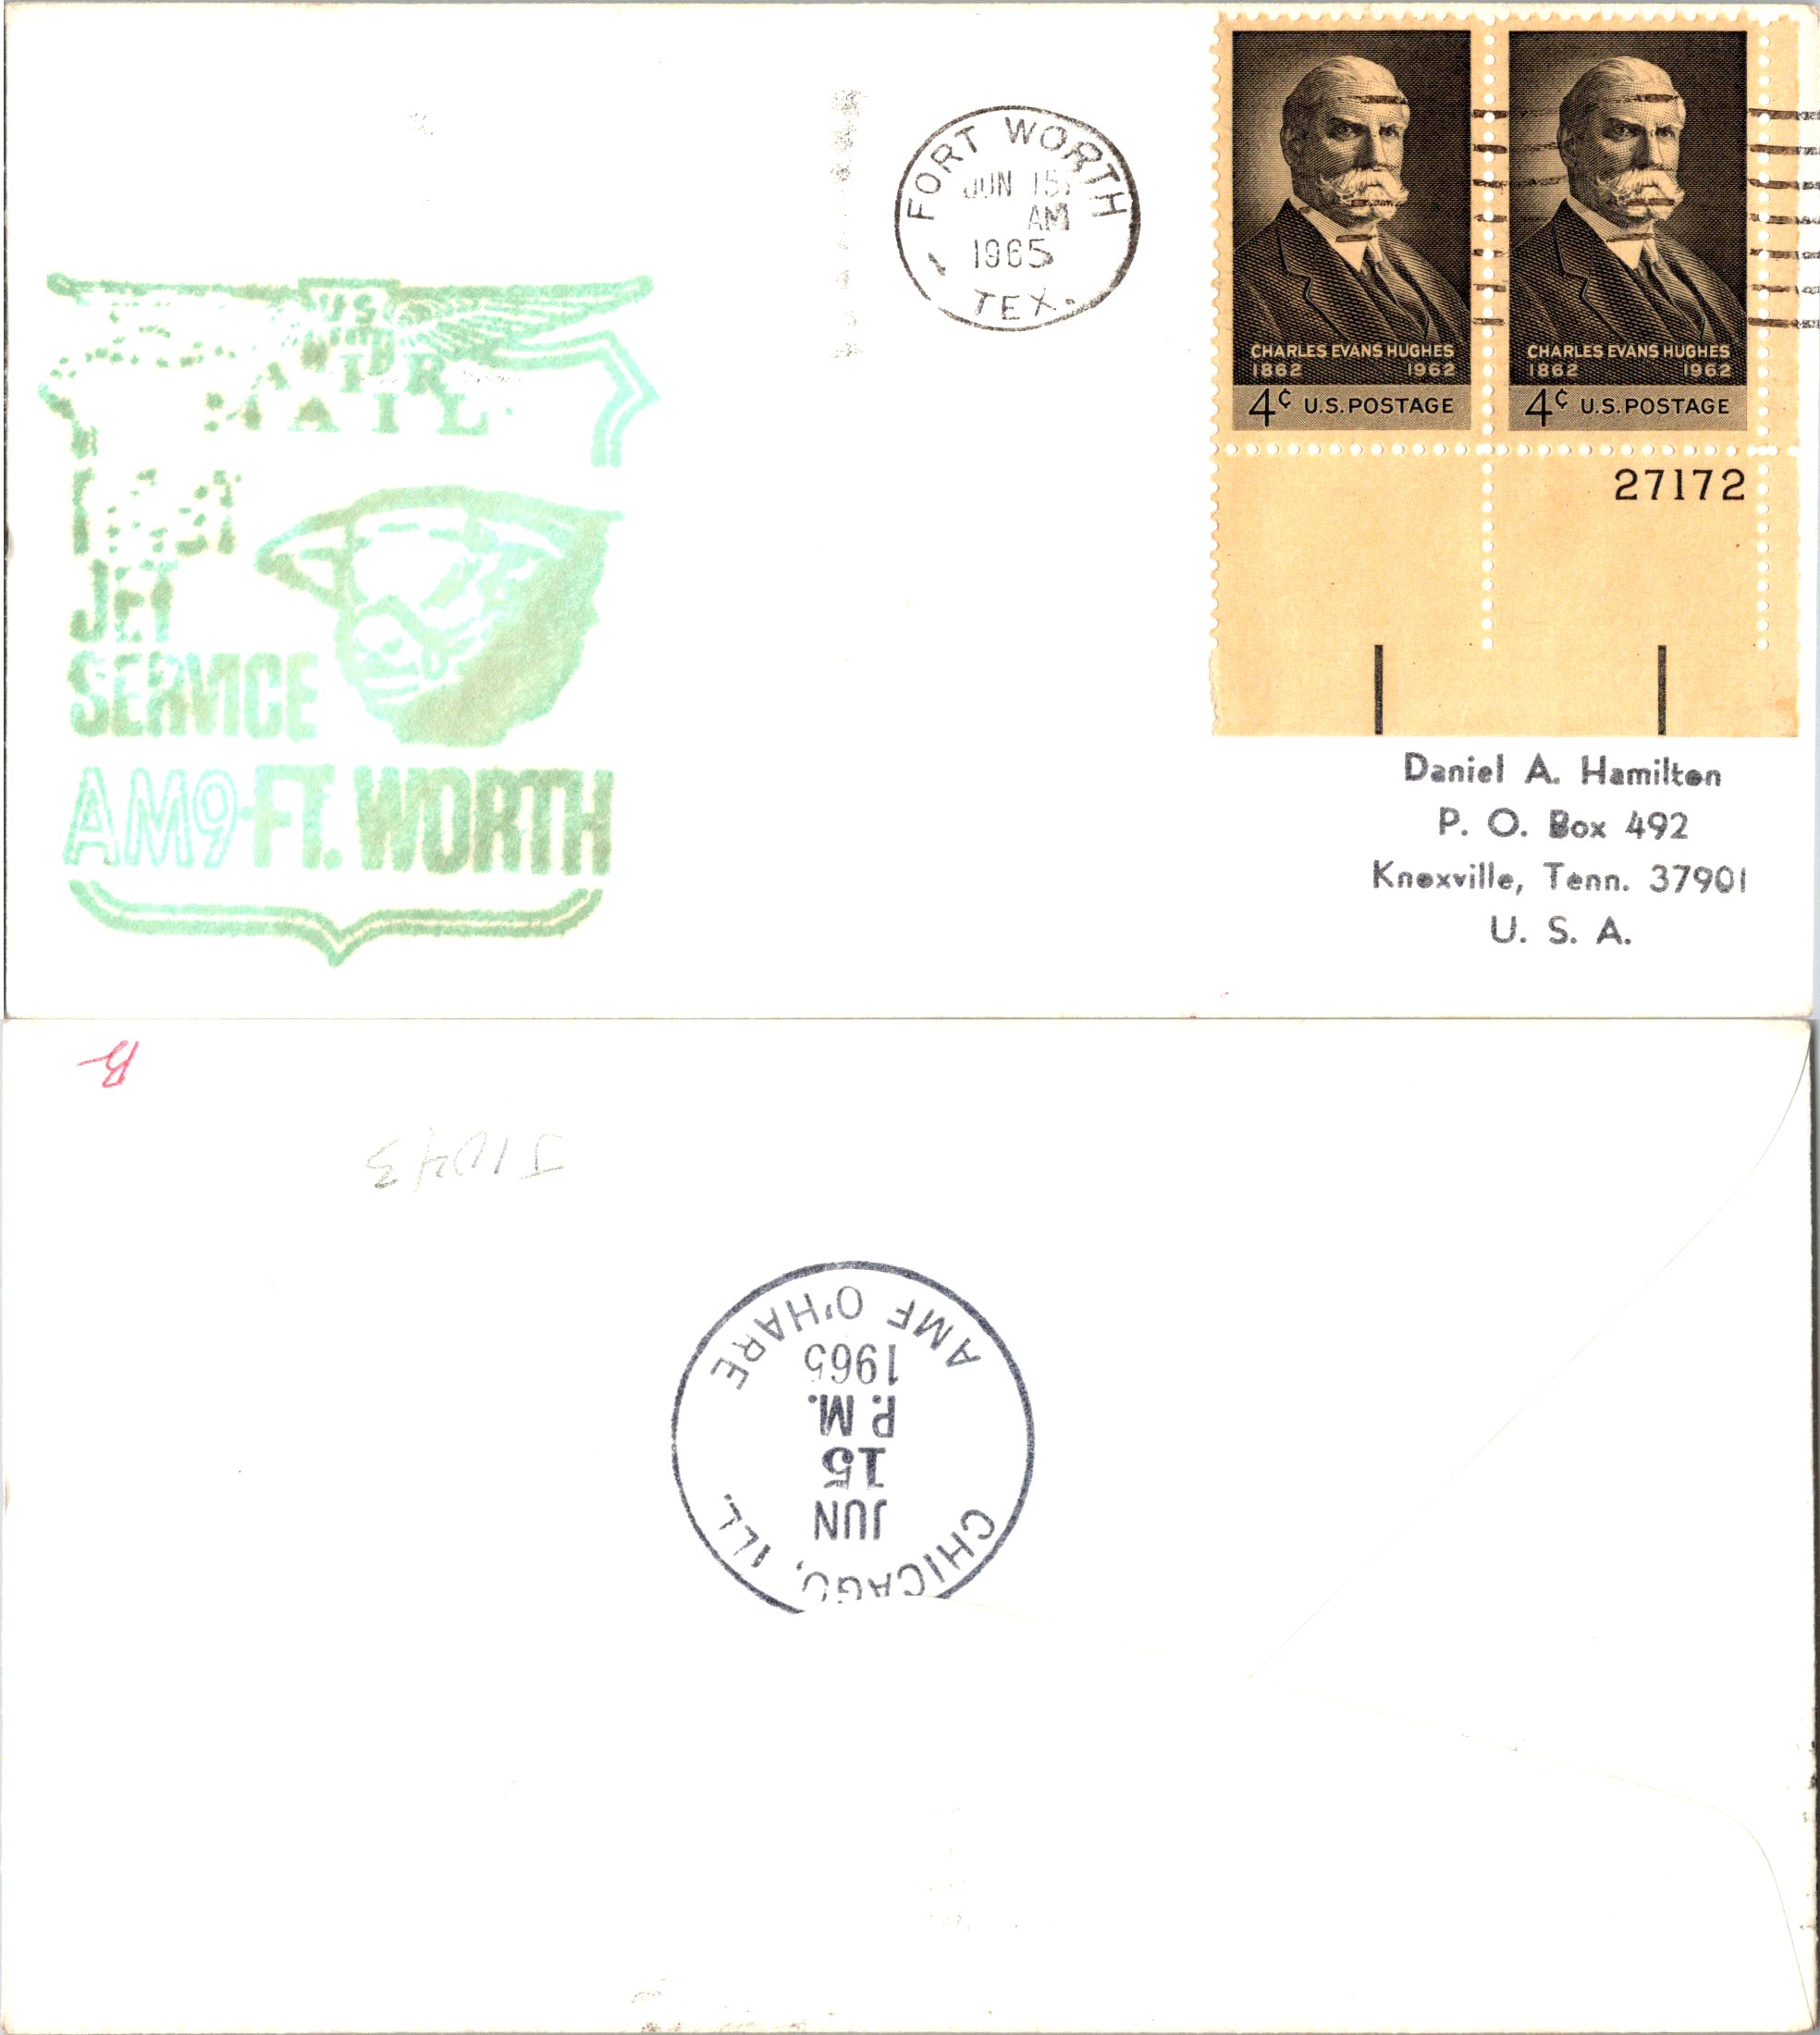 FORT WORTH
JUN 15
AM
1965
TEX.
CHARLES EVANS HUGHES
1862 1962
4¢ U.S. POSTAGE
CHARLES EVANS HUGHES
1862 1962
4¢ U.S. POSTAGE
27172
U S
AIR
MAIL
FIRST
JET
SERVICE
AM9·FT. WORTH
Daniel A. Hamilton
P. O. Box 492
Knoxville, Tenn. 37901
U. S. A.
J1043
CHICAGO, ILL.
JUN
15
P.M.
1965
AMF O'HARE